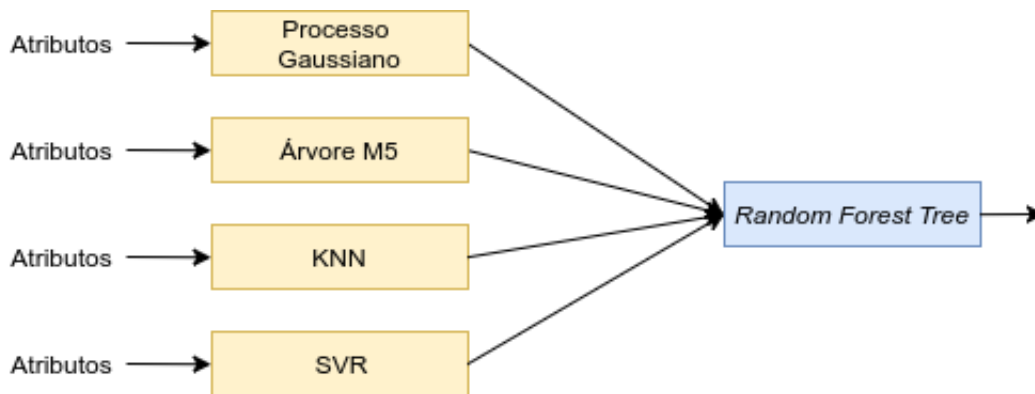 Atributos
Processo
Gaussiano
Atributos
Árvore M5
Atributos
KNN
Atributos
SVR
Random Forest Tree